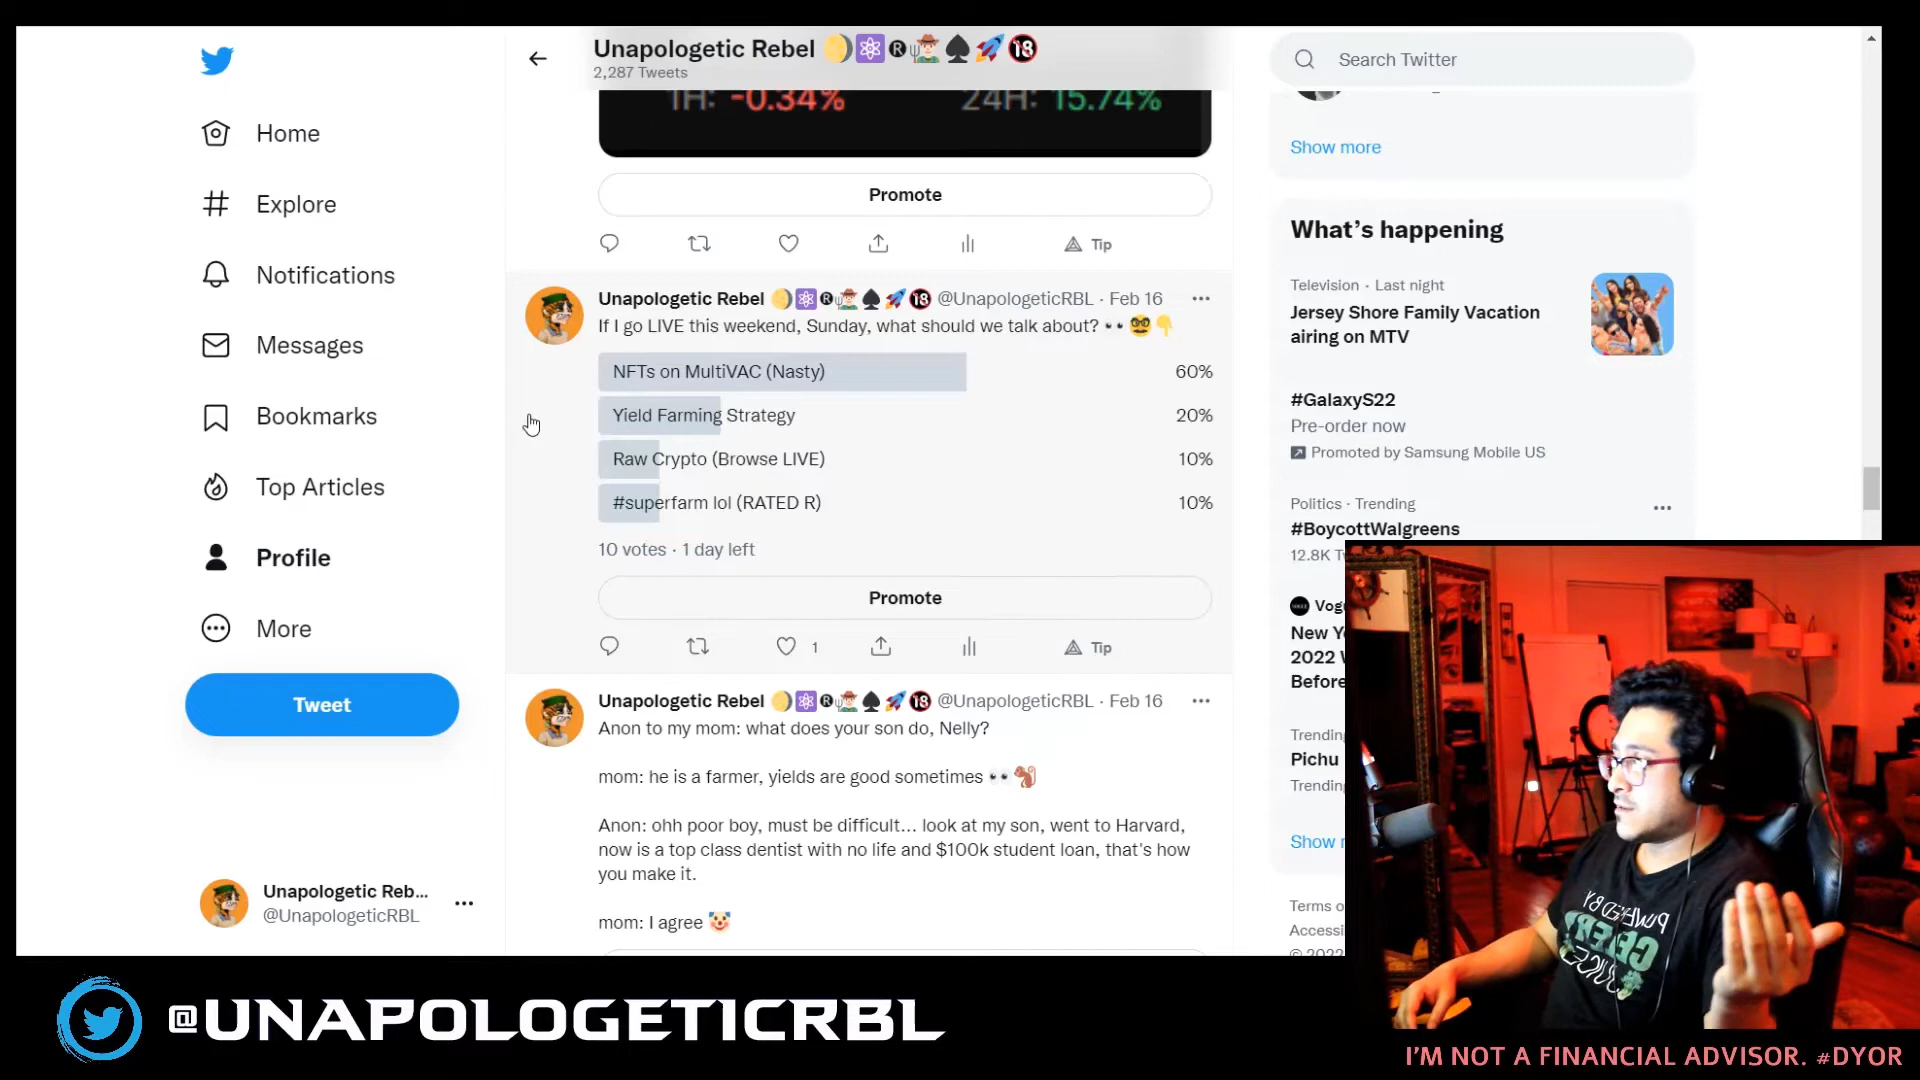 Unapologetic Rebel
2,287 Tweets
Home
Explore
Notifications
Messages
Bookmarks
Top Articles
Profile
More
Tweet
Unapologetic Reb...
@UnapologeticRBL
1H: -0.34% 24H: 15.74%
Promote
Tip
Unapologetic Rebel @UnapologeticRBL · Feb 16
If I go LIVE this weekend, Sunday, what should we talk about?
NFTs on MultiVAC (Nasty) 60%
Yield Farming Strategy 20%
Raw Crypto (Browse LIVE) 10%
#superfarm lol (RATED R) 10%
10 votes · 1 day left
Promote
1 Tip
Unapologetic Rebel @UnapologeticRBL · Feb 16
Anon to my mom: what does your son do, Nelly?
mom: he is a farmer, yields are good sometimes
Anon: ohh poor boy, must be difficult... look at my son, went to Harvard,
now is a top class dentist with no life and $100k student loan, that's how
you make it.
mom: I agree
Search Twitter
Show more
What's happening
Television · Last night
Jersey Shore Family Vacation
airing on MTV
#GalaxyS22
Pre-order now
Promoted by Samsung Mobile US
Politics · Trending
#BoycottWalgreens
12.8K
New
2022
Before
Trending
Pichu
Trending
Show
Terms
© 2022
POWERED BY
JUICE
@UNAPOLOGETICRBL
I'M NOT A FINANCIAL ADVISOR. #DYOR